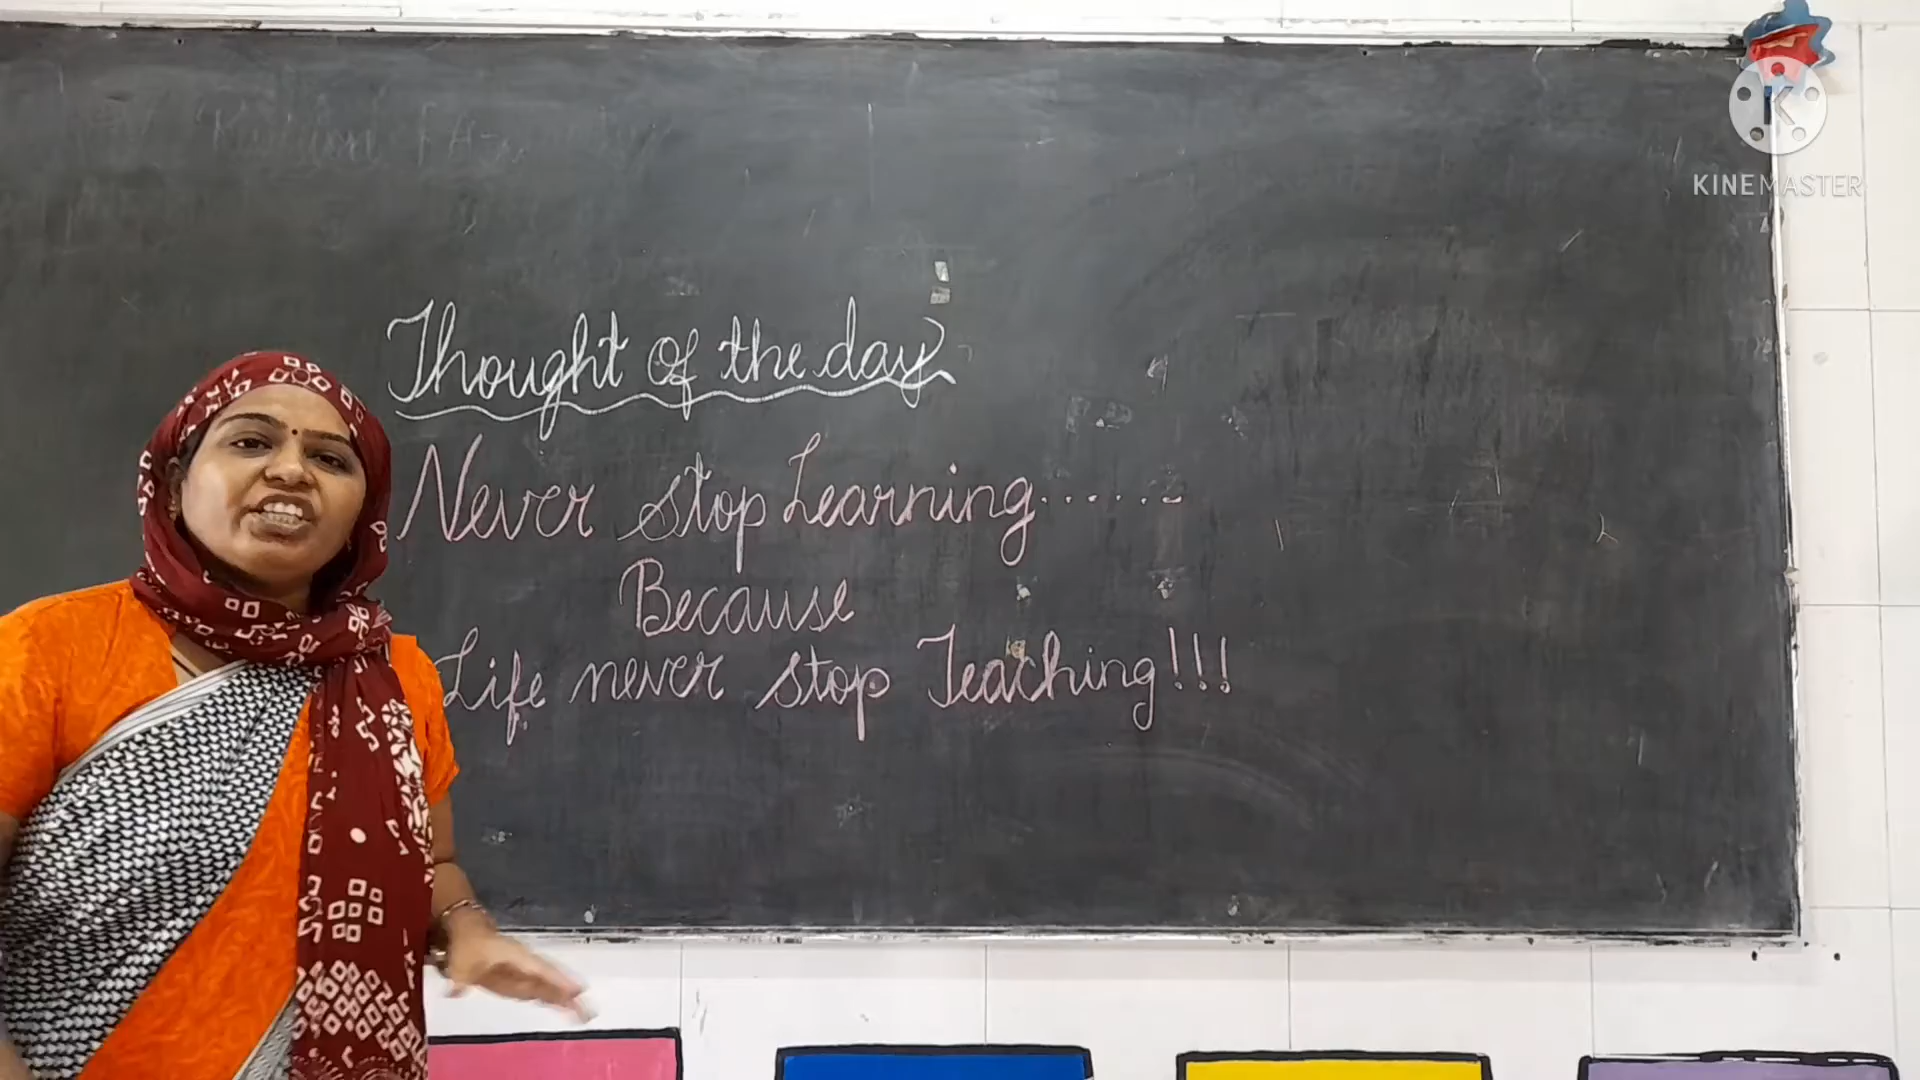 Thought of the day
Never stop Learning......
Because
Life never stop Teaching!!!
K
KINEMASTER